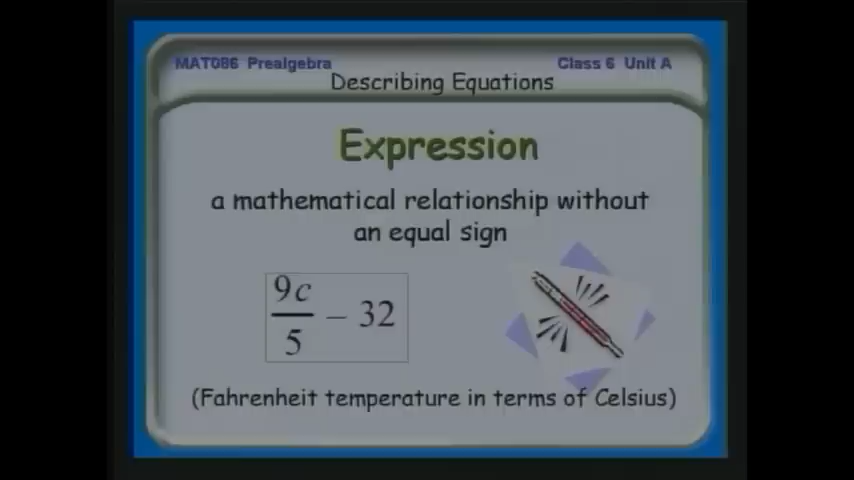 MAT086 Prealgebra
Class 6 Unit A
Describing Equations
Expression
a mathematical relationship without
an equal sign
9c/5 − 32
(Fahrenheit temperature in terms of Celsius)